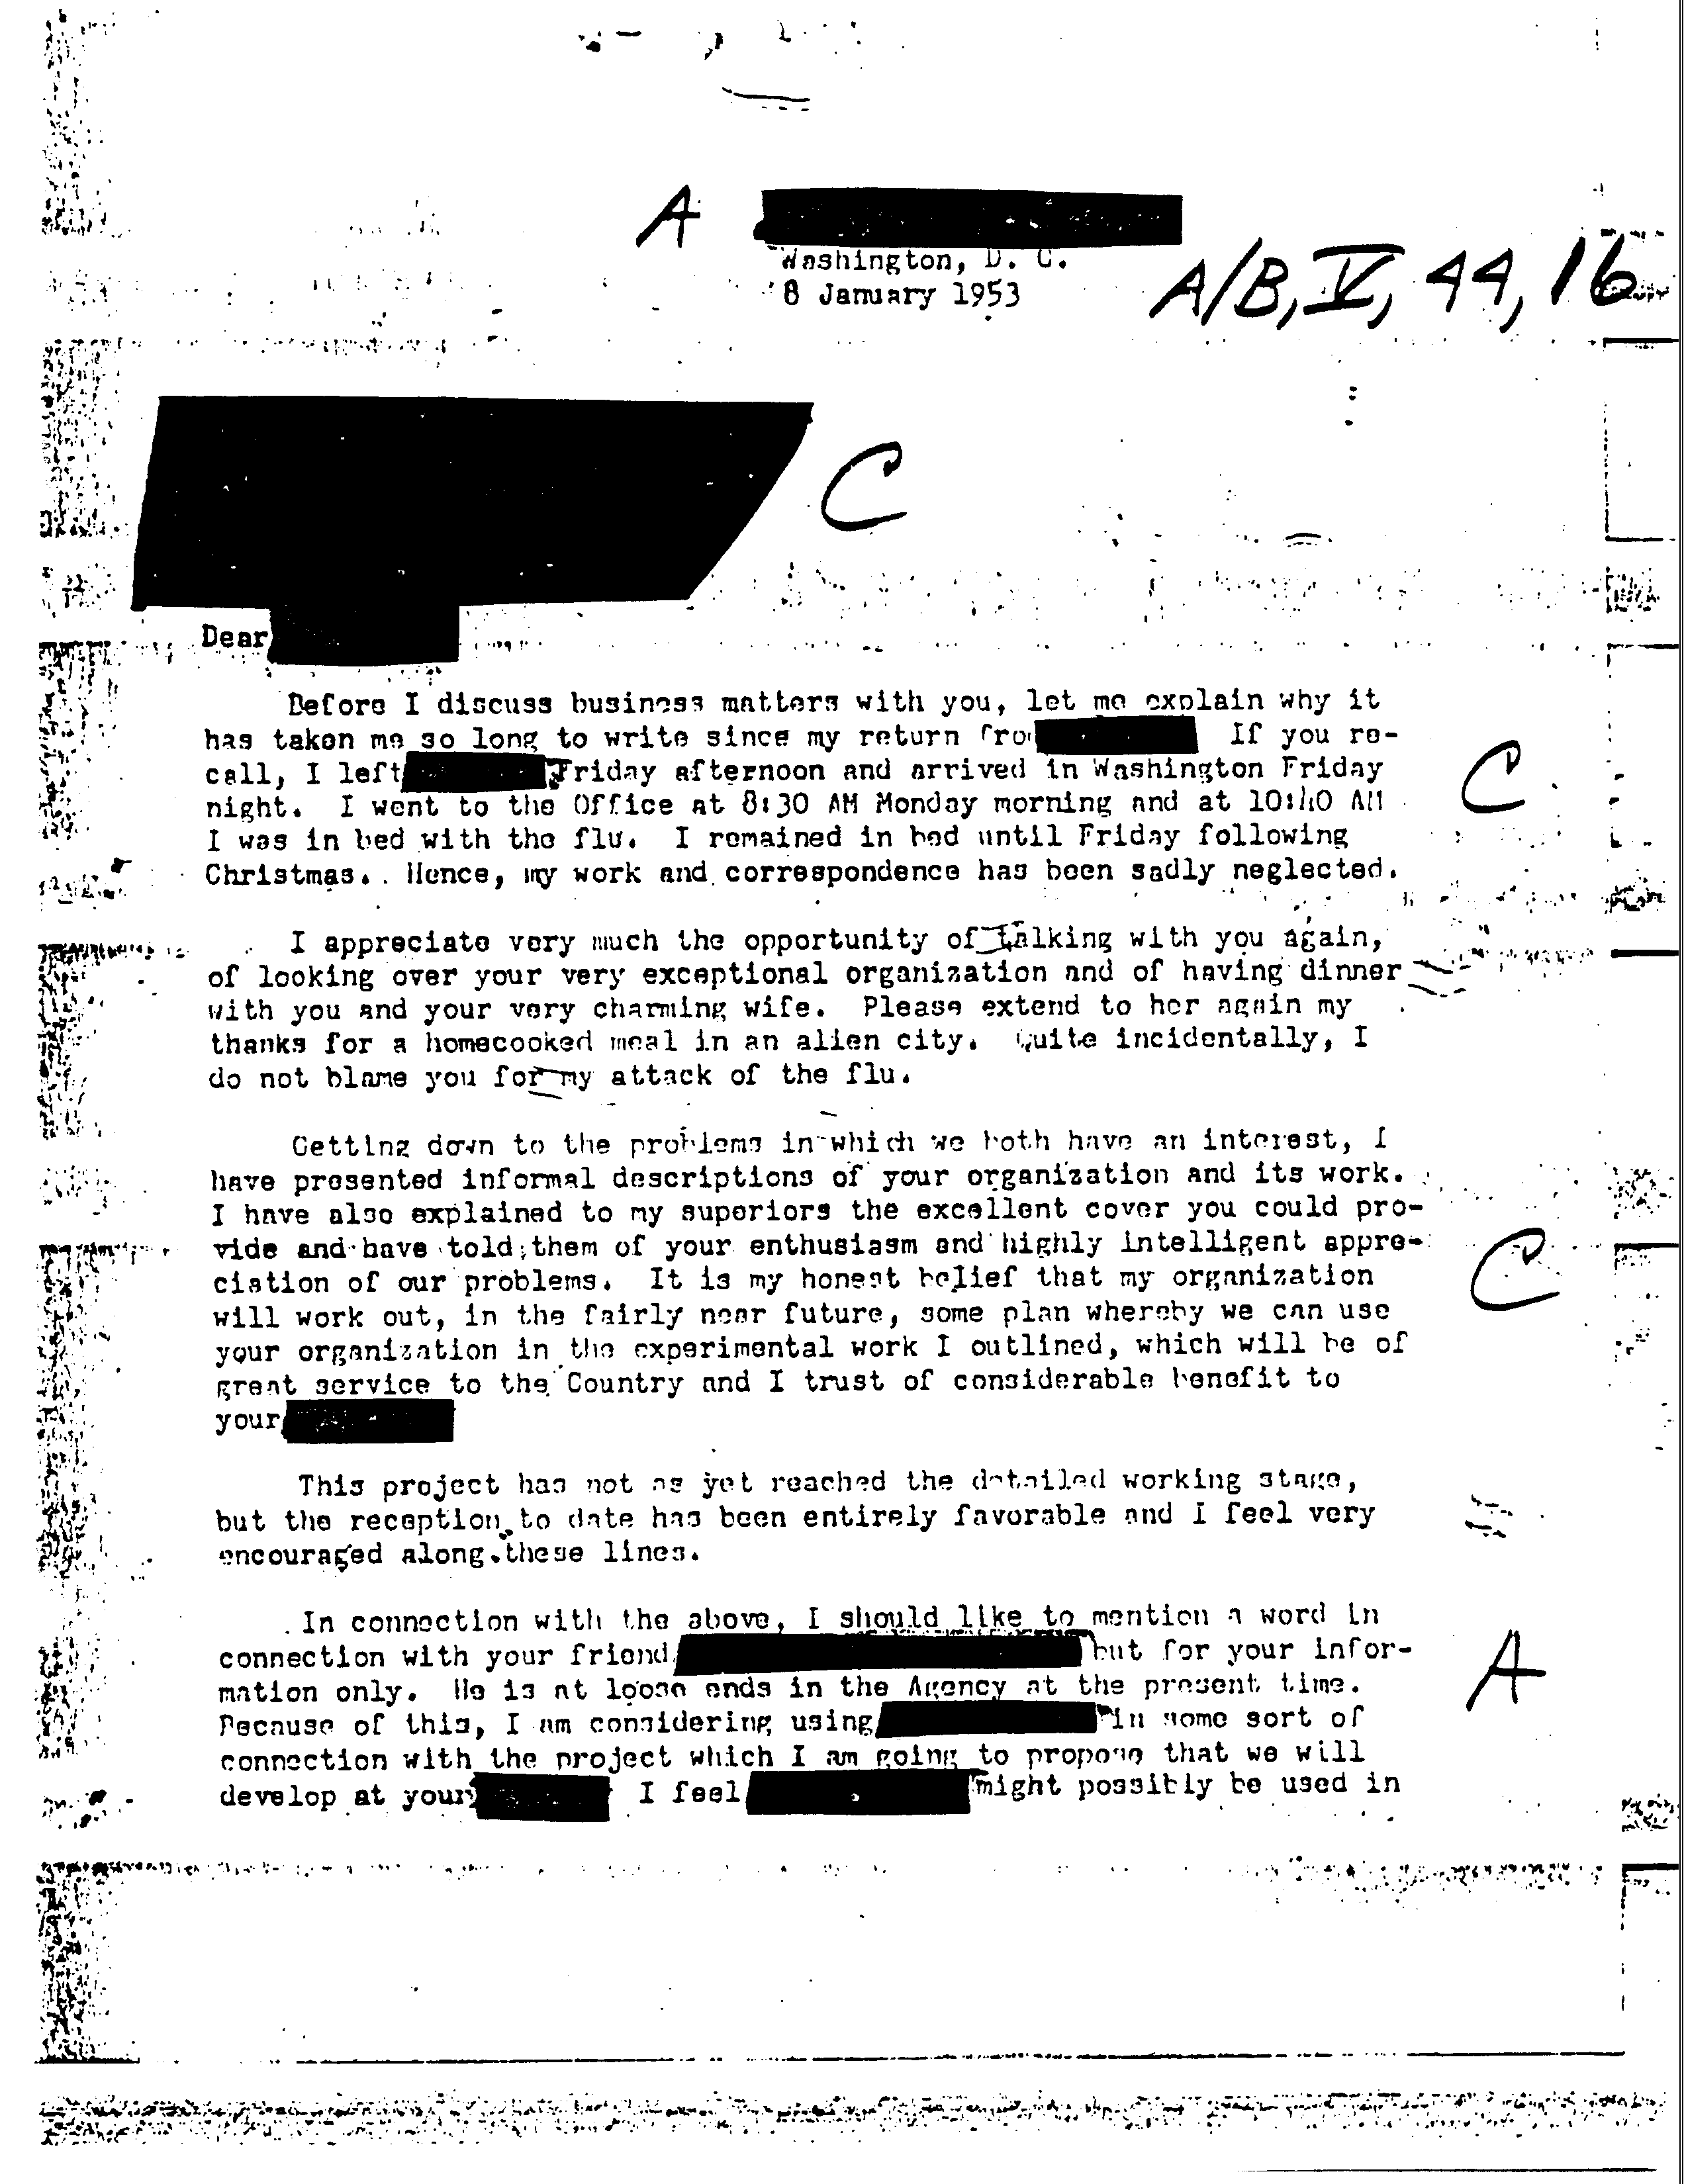 A
Washington, D. C.
8 January 1953
A/B, V, 44, 16
C
Dear
Before I discuss business matters with you, let me explain why it
has taken me so long to write since my return from If you re-
call, I left Friday afternoon and arrived in Washington Friday
night. I went to the Office at 8:30 AM Monday morning and at 10:40 AM
C
I was in bed with the flu. I remained in bed until Friday following
Christmas. Hence, my work and correspondence has been sadly neglected.
I appreciate very much the opportunity of talking with you again,
of looking over your very exceptional organization and of having dinner
with you and your very charming wife. Please extend to her again my
thanks for a homecooked meal in an alien city. Quite incidentally, I
do not blame you for my attack of the flu.
Getting down to the problems in which we both have an interest, I
have presented informal descriptions of your organization and its work.
I have also explained to my superiors the excellent cover you could pro-
vide and have told them of your enthusiasm and highly intelligent appre-
ciation of our problems. It is my honest belief that my organization
C
will work out, in the fairly near future, some plan whereby we can use
your organization in the experimental work I outlined, which will be of
great service to the Country and I trust of considerable benefit to
your
This project has not as yet reached the detailed working stage,
but the reception to date has been entirely favorable and I feel very
encouraged along these lines.
In connection with the above, I should like to mention a word in
connection with your friend but for your infor-
mation only. He is at loose ends in the Agency at the present time.
A
Because of this, I am considering using in some sort of
connection with the project which I am going to propose that we will
develop at your I feel might possibly be used in